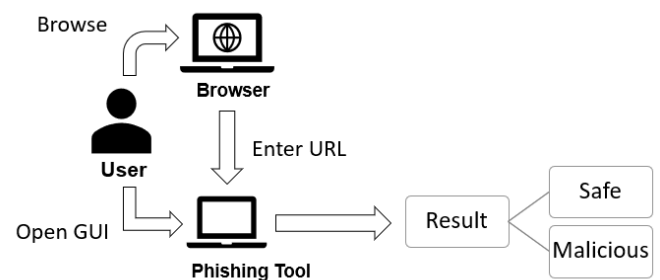 Browse
Browser
User
Enter URL
Open GUI
Phishing Tool
Result
Safe
Malicious